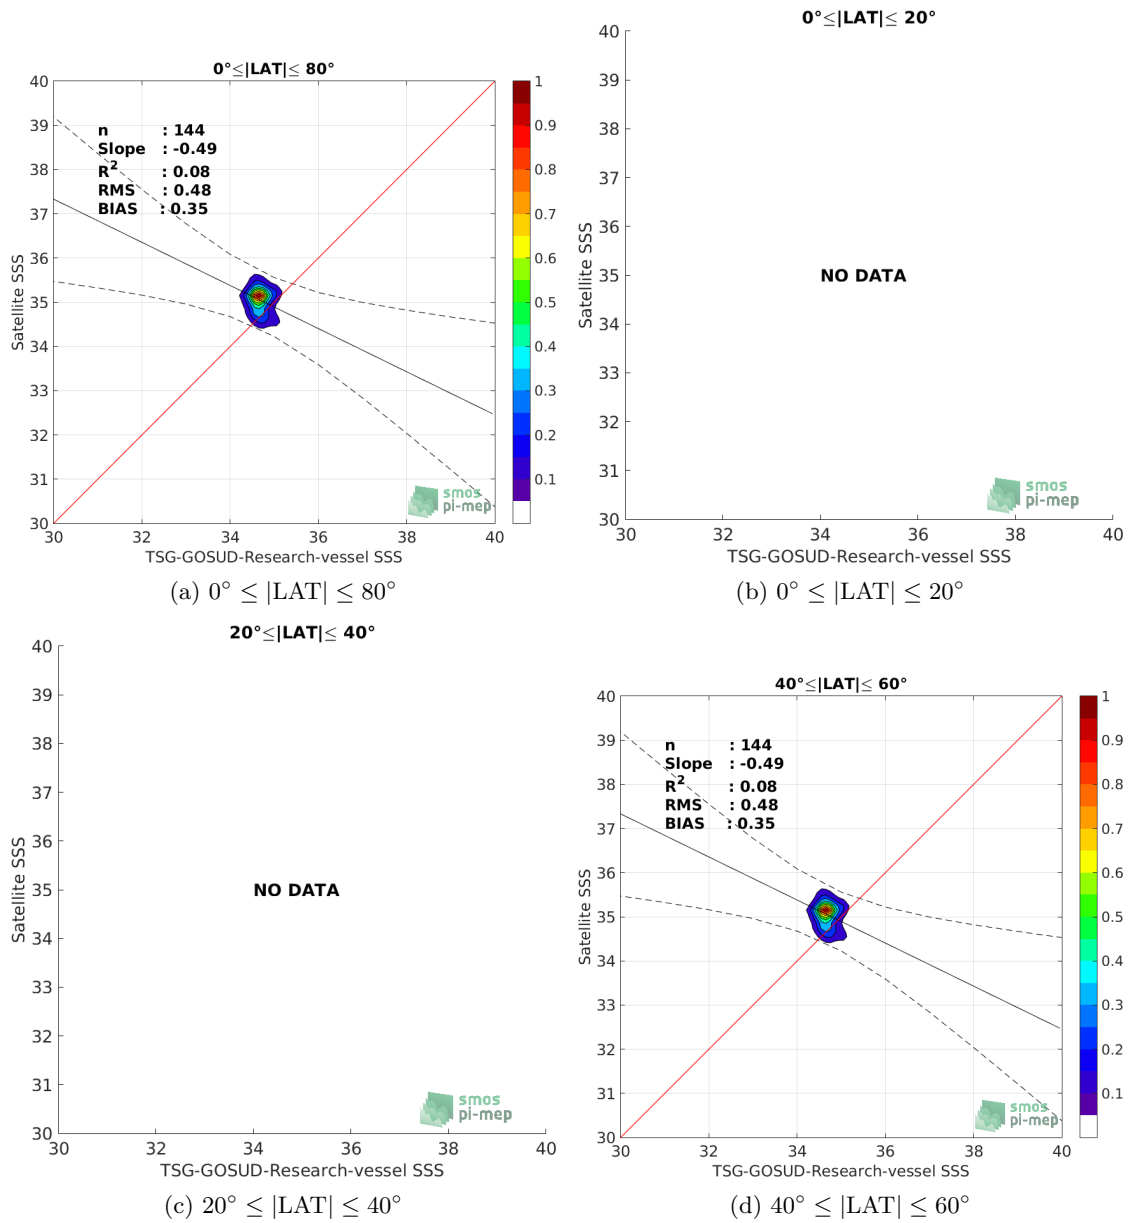 0°≤|LAT|≤ 80°
40
39
38
37
36
35
34
33
32
31
30
Satellite SSS
n : 144
Slope : -0.49
R² : 0.08
RMS : 0.48
BIAS : 0.35
smos
pi-mep
30 32 34 36 38 40
TSG-GOSUD-Research-vessel SSS
1
0.9
0.8
0.7
0.6
0.5
0.4
0.3
0.2
0.1
(a) 0° ≤ |LAT| ≤ 80°
0°≤|LAT|≤ 20°
40
39
38
37
36
35
34
33
32
31
30
Satellite SSS
NO DATA
smos
pi-mep
30 32 34 36 38 40
TSG-GOSUD-Research-vessel SSS
(b) 0° ≤ |LAT| ≤ 20°
20°≤|LAT|≤ 40°
40
39
38
37
36
35
34
33
32
31
30
Satellite SSS
NO DATA
smos
pi-mep
30 32 34 36 38 40
TSG-GOSUD-Research-vessel SSS
(c) 20° ≤ |LAT| ≤ 40°
40°≤|LAT|≤ 60°
40
39
38
37
36
35
34
33
32
31
30
Satellite SSS
n : 144
Slope : -0.49
R² : 0.08
RMS : 0.48
BIAS : 0.35
smos
pi-mep
30 32 34 36 38 40
TSG-GOSUD-Research-vessel SSS
1
0.9
0.8
0.7
0.6
0.5
0.4
0.3
0.2
0.1
(d) 40° ≤ |LAT| ≤ 60°